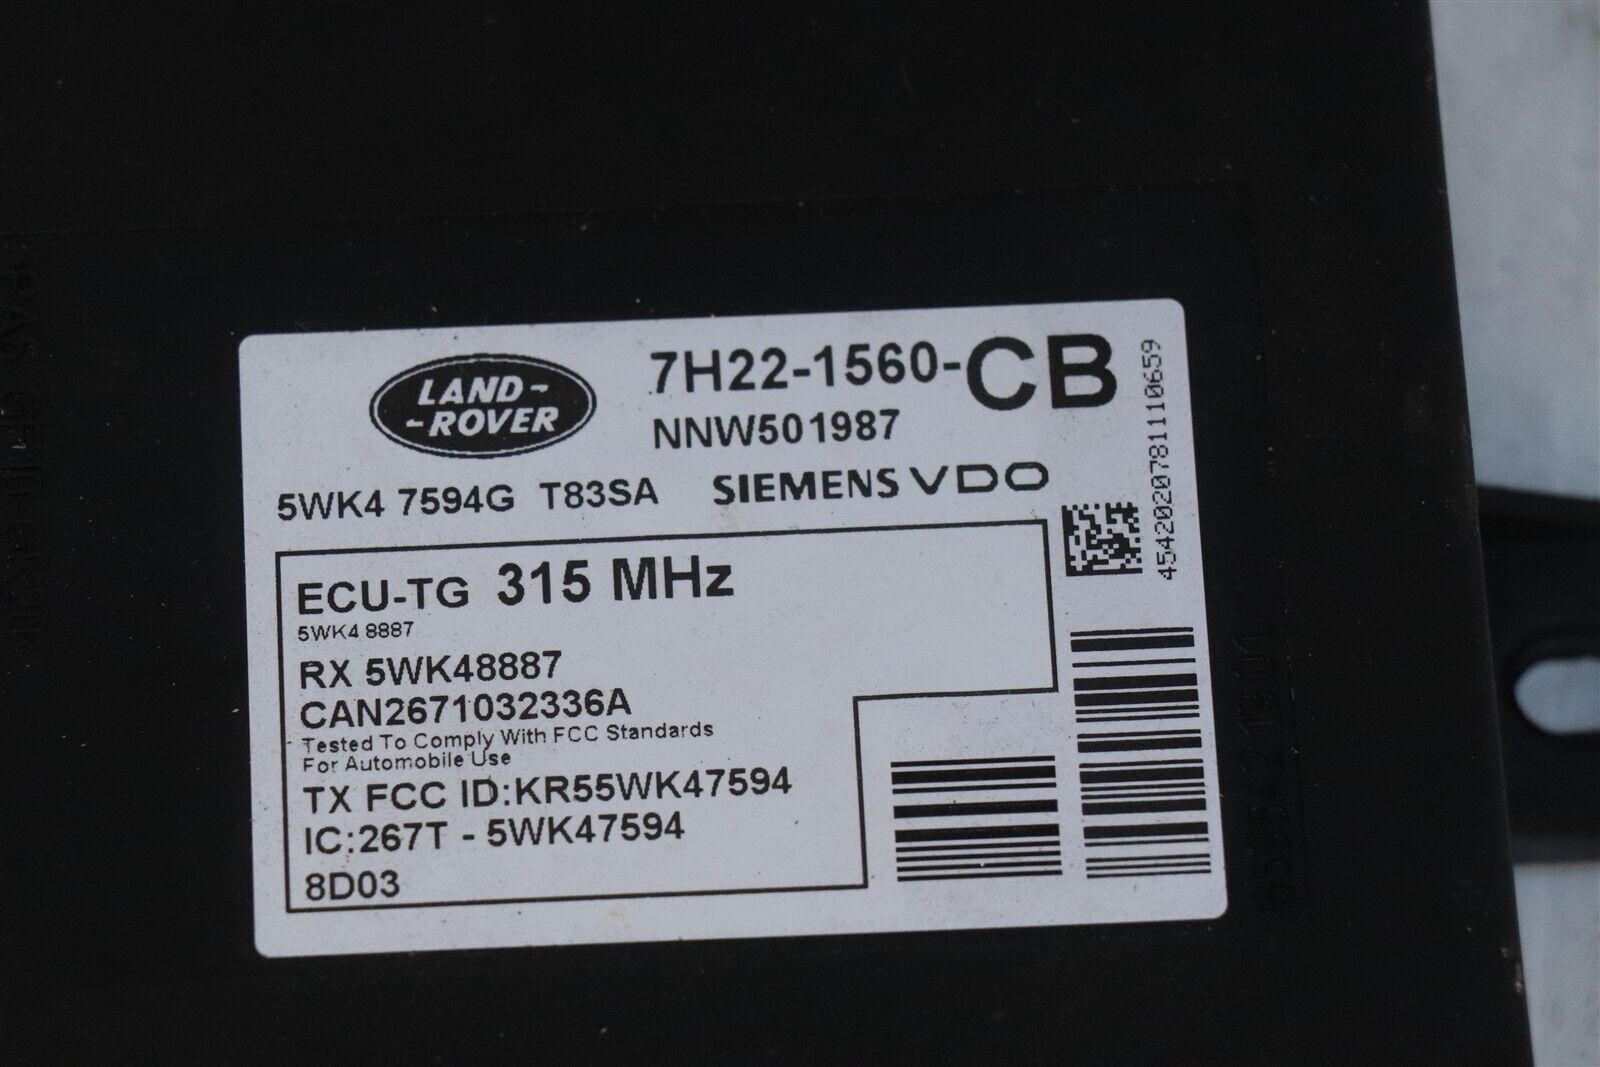 LAND-
-ROVER
7H22-1560-CB
NNW501987
5WK4 7594G T83SA SIEMENS VDO
4542020781110659
ECU-TG 315 MHz
5WK4 8887
RX 5WK48887
CAN2671032336A
Tested To Comply With FCC Standards
For Automobile Use
TX FCC ID:KR55WK47594
IC:267T - 5WK47594
8D03